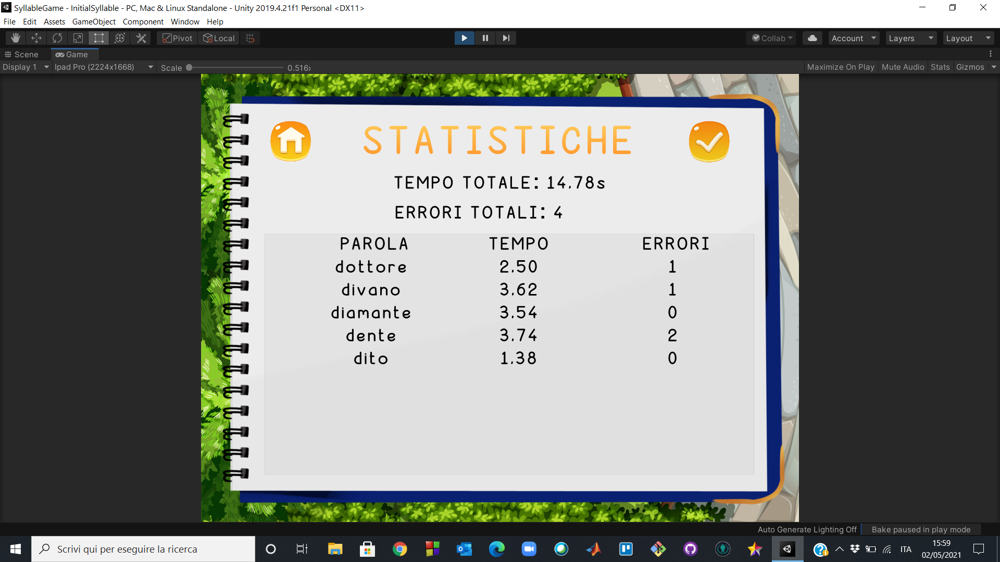 SyllableGame - InitialSyllable - PC, Mac & Linux Standalone - Unity 2019.4.21f1 Personal <DX11>
File Edit Assets GameObject Component Window Help
Pivot Local Collab Account Layers Layout
Scene Game
Display 1 Ipad Pro (2224x1668) Scale 0.516x Maximize On Play Mute Audio Stats Gizmos
STATISTICHE
TEMPO TOTALE: 14.78s
ERRORI TOTALI: 4
PAROLA TEMPO ERRORI
dottore 2.50 1
divano 3.62 1
diamante 3.54 0
dente 3.74 2
dito 1.38 0
Auto Generate Lighting Off Bake paused in play mode
Scrivi qui per eseguire la ricerca
ITA
15:59
02/05/2021